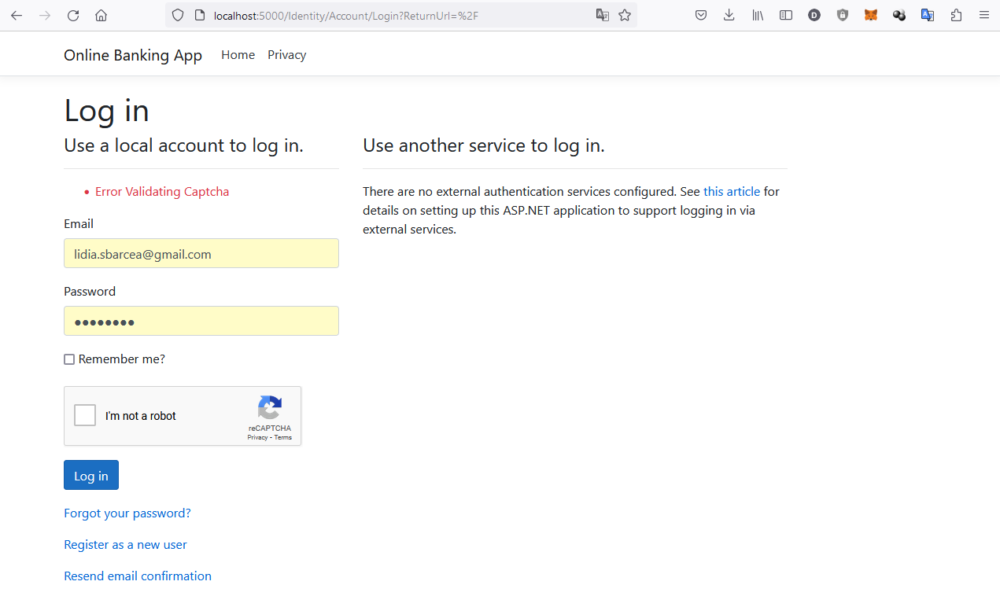 localhost:5000/Identity/Account/Login?ReturnUrl=%2F
Online Banking App Home Privacy
Log in
Use a local account to log in.
Error Validating Captcha
Email
lidia.sbarcea@gmail.com
Password
Remember me?
I'm not a robot
reCAPTCHA
Privacy - Terms
Log in
Forgot your password?
Register as a new user
Resend email confirmation
Use another service to log in.
There are no external authentication services configured. See this article for
details on setting up this ASP.NET application to support logging in via
external services.